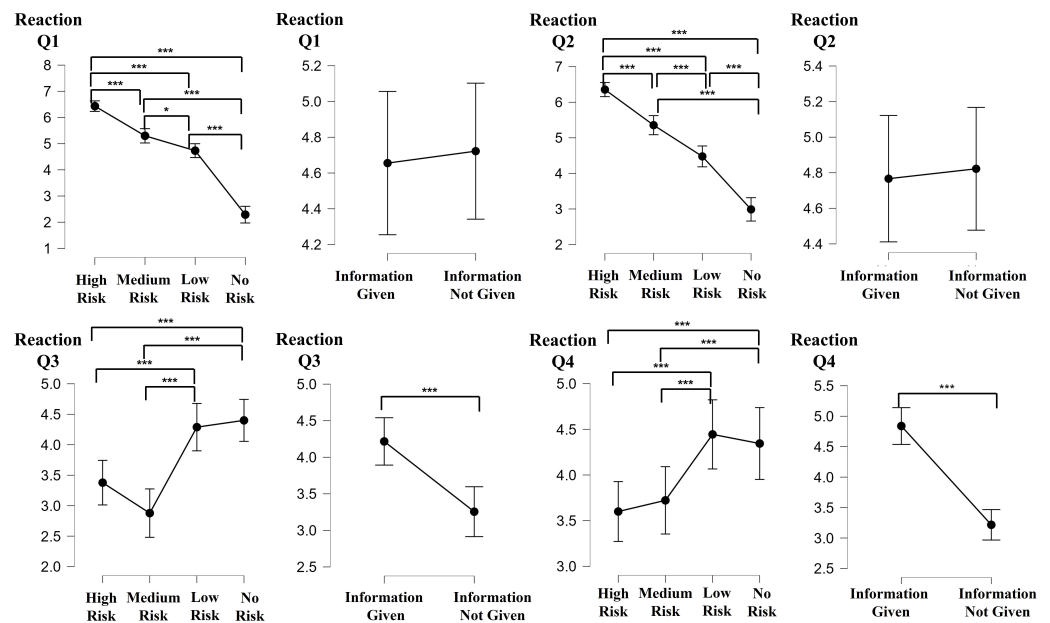 Reaction
Q1
***
***
***
***
*
***
8
7
6
5
4
3
2
1
High Risk
Medium Risk
Low Risk
No Risk
Reaction
Q1
5.2
5.0
4.8
4.6
4.4
4.2
Information Given
Information Not Given
Reaction
Q2
***
***
***
***
***
***
7
6
5
4
3
2
High Risk
Medium Risk
Low Risk
No Risk
Reaction
Q2
5.4
5.2
5.0
4.8
4.6
4.4
Information Given
Information Not Given
Reaction
Q3
***
***
***
***
5.0
4.5
4.0
3.5
3.0
2.5
2.0
High Risk
Medium Risk
Low Risk
No Risk
Reaction
Q3
***
5.0
4.5
4.0
3.5
3.0
2.5
Information Given
Information Not Given
Reaction
Q4
***
***
***
***
5.0
4.5
4.0
3.5
3.0
High Risk
Medium Risk
Low Risk
No Risk
Reaction
Q4
***
5.5
5.0
4.5
4.0
3.5
3.0
2.5
Information Given
Information Not Given